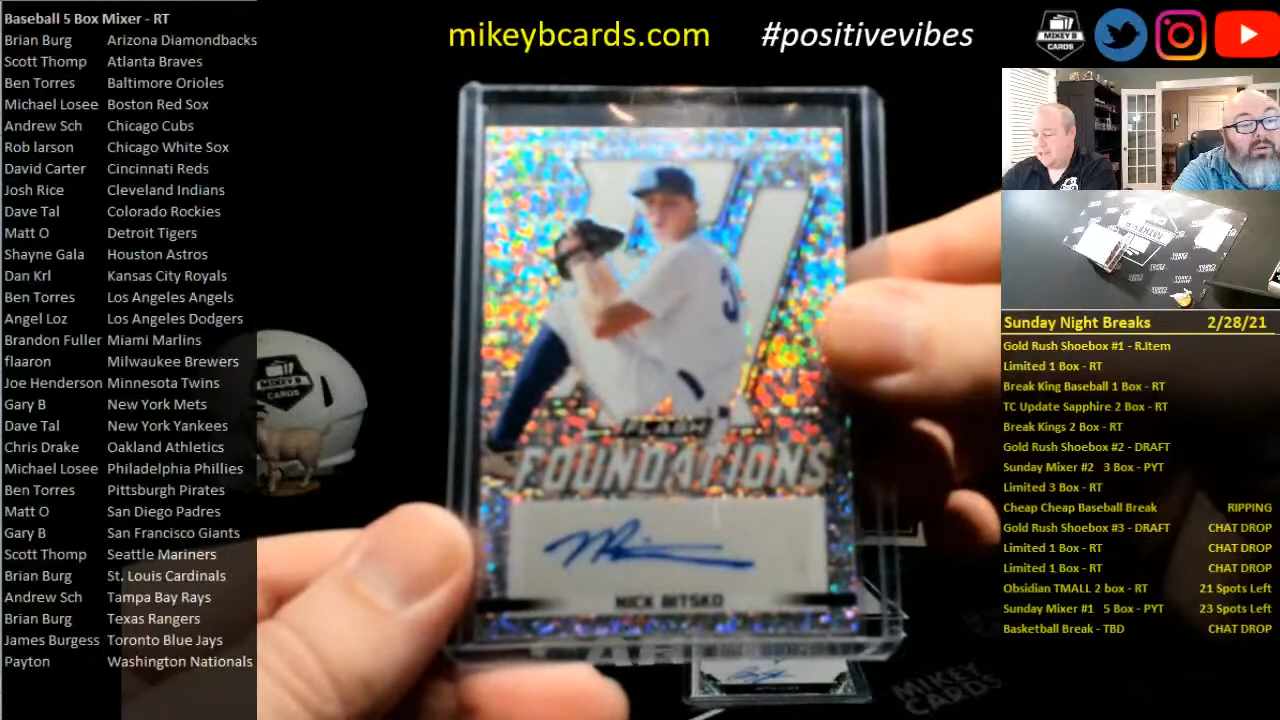 Baseball 5 Box Mixer - RT
Brian Burg Arizona Diamondbacks
Scott Thomp Atlanta Braves
Ben Torres Baltimore Orioles
Michael Losee Boston Red Sox
Andrew Sch Chicago Cubs
Rob larson Chicago White Sox
David Carter Cincinnati Reds
Josh Rice Cleveland Indians
Dave Tal Colorado Rockies
Matt O Detroit Tigers
Shayne Gala Houston Astros
Dan Krl Kansas City Royals
Ben Torres Los Angeles Angels
Angel Loz Los Angeles Dodgers
Brandon Fuller Miami Marlins
flaaron Milwaukee Brewers
Joe Henderson Minnesota Twins
Gary B New York Mets
Dave Tal New York Yankees
Chris Drake Oakland Athletics
Michael Losee Philadelphia Phillies
Ben Torres Pittsburgh Pirates
Matt O San Diego Padres
Gary B San Francisco Giants
Scott Thomp Seattle Mariners
Brian Burg St. Louis Cardinals
Andrew Sch Tampa Bay Rays
Brian Burg Texas Rangers
James Burgess Toronto Blue Jays
Payton Washington Nationals
mikeybcards.com #positivevibes
MIKEY B
CARDS
MIKEY B
CARDS
3
FLASH
FOUNDATIONS
NICK BITSKO
MIKEY
CARDS
Sunday Night Breaks 2/28/21
Gold Rush Shoebox #1 - R.Item
Limited 1 Box - RT
Break King Baseball 1 Box - RT
TC Update Sapphire 2 Box - RT
Break Kings 2 Box - RT
Gold Rush Shoebox #2 - DRAFT
Sunday Mixer #2 3 Box - PYT
Limited 3 Box - RT
Cheap Cheap Baseball Break RIPPING
Gold Rush Shoebox #3 - DRAFT CHAT DROP
Limited 1 Box - RT CHAT DROP
Limited 1 Box - RT CHAT DROP
Obsidian TMALL 2 box - RT 21 Spots Left
Sunday Mixer #1 5 Box - PYT 23 Spots Left
Basketball Break - TBD CHAT DROP